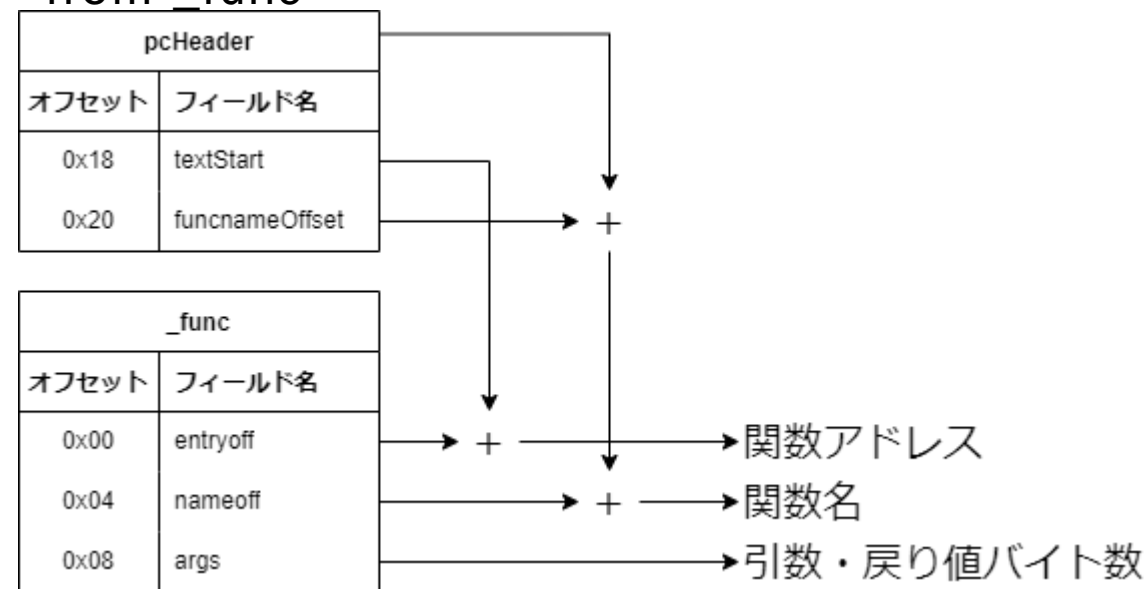 from _func
pcHeader
オフセット フィールド名
0x18 textStart
0x20 funcnameOffset
+
_func
オフセット フィールド名
0x00 entryoff + 関数アドレス
0x04 nameoff + 関数名
0x08 args 引数・戻り値バイト数